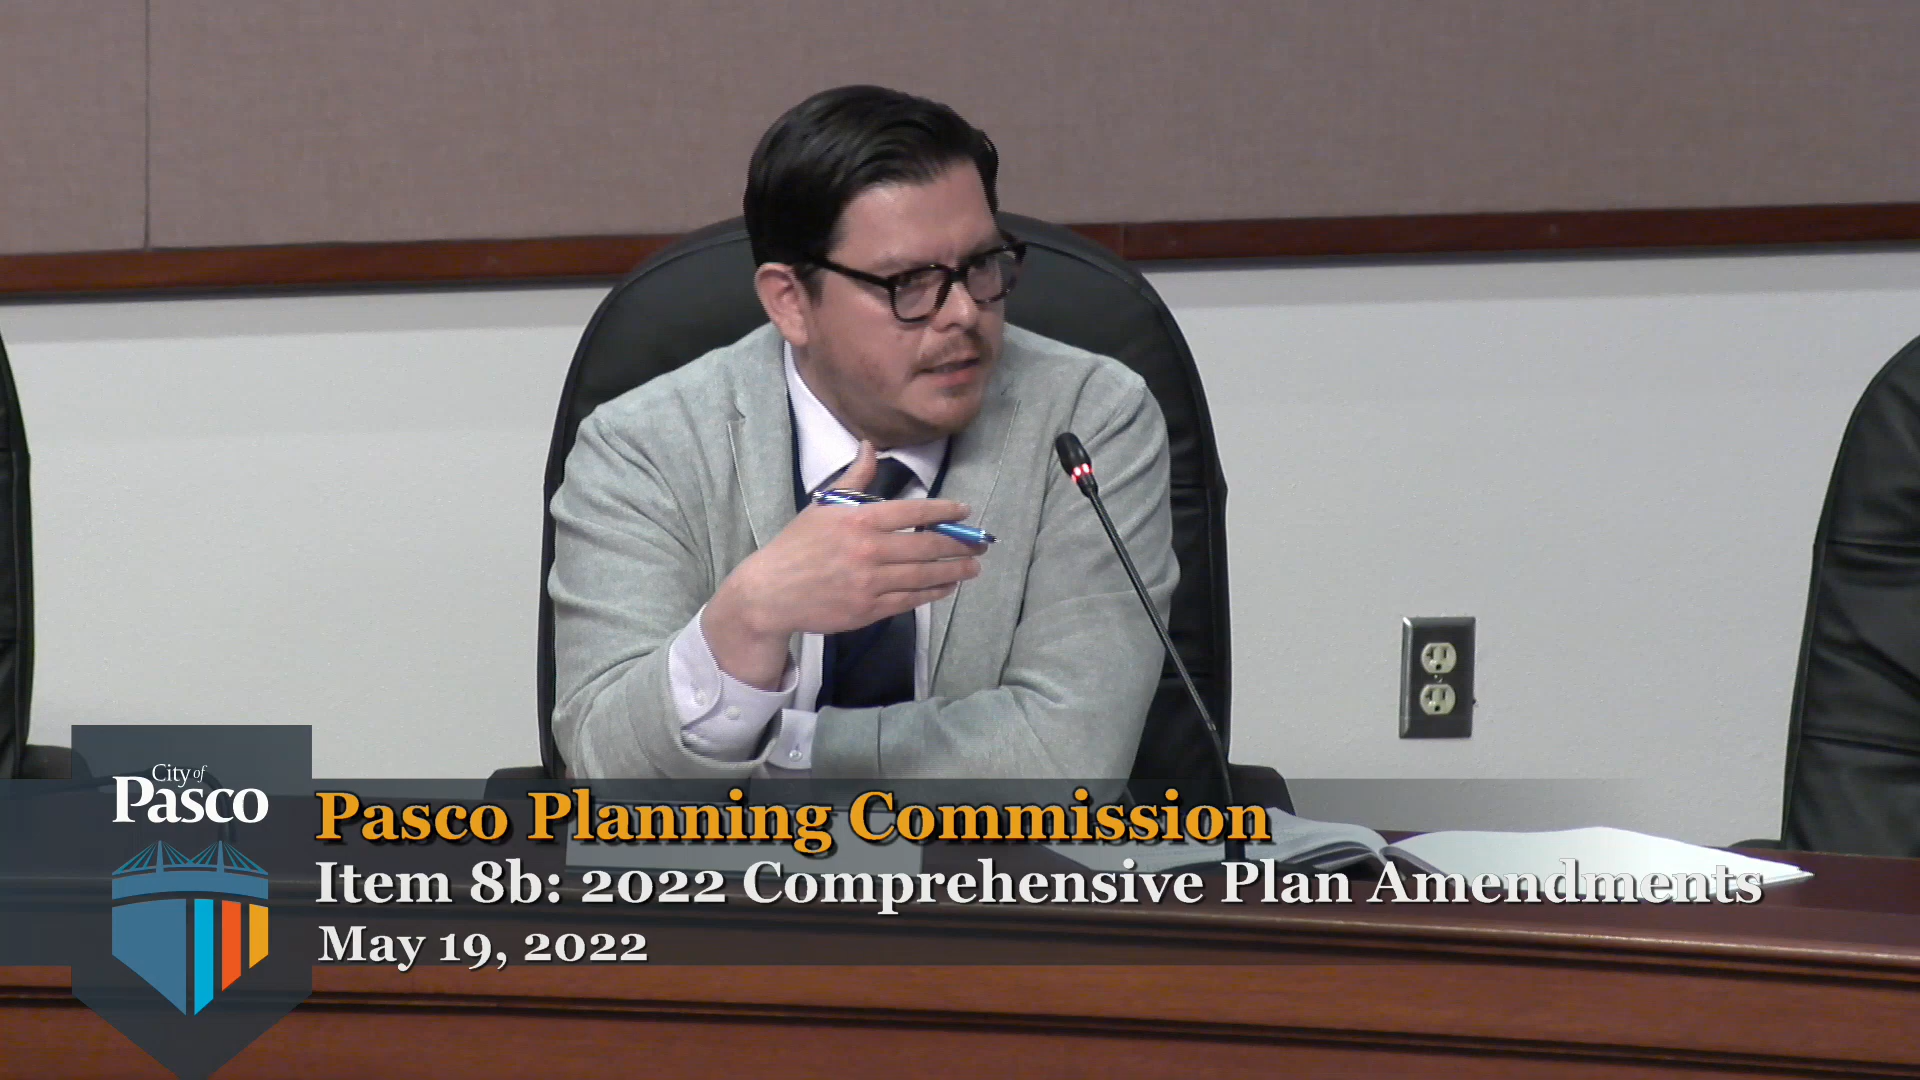 City of
Pasco
Pasco Planning Commission
Item 8b: 2022 Comprehensive Plan Amendments
May 19, 2022